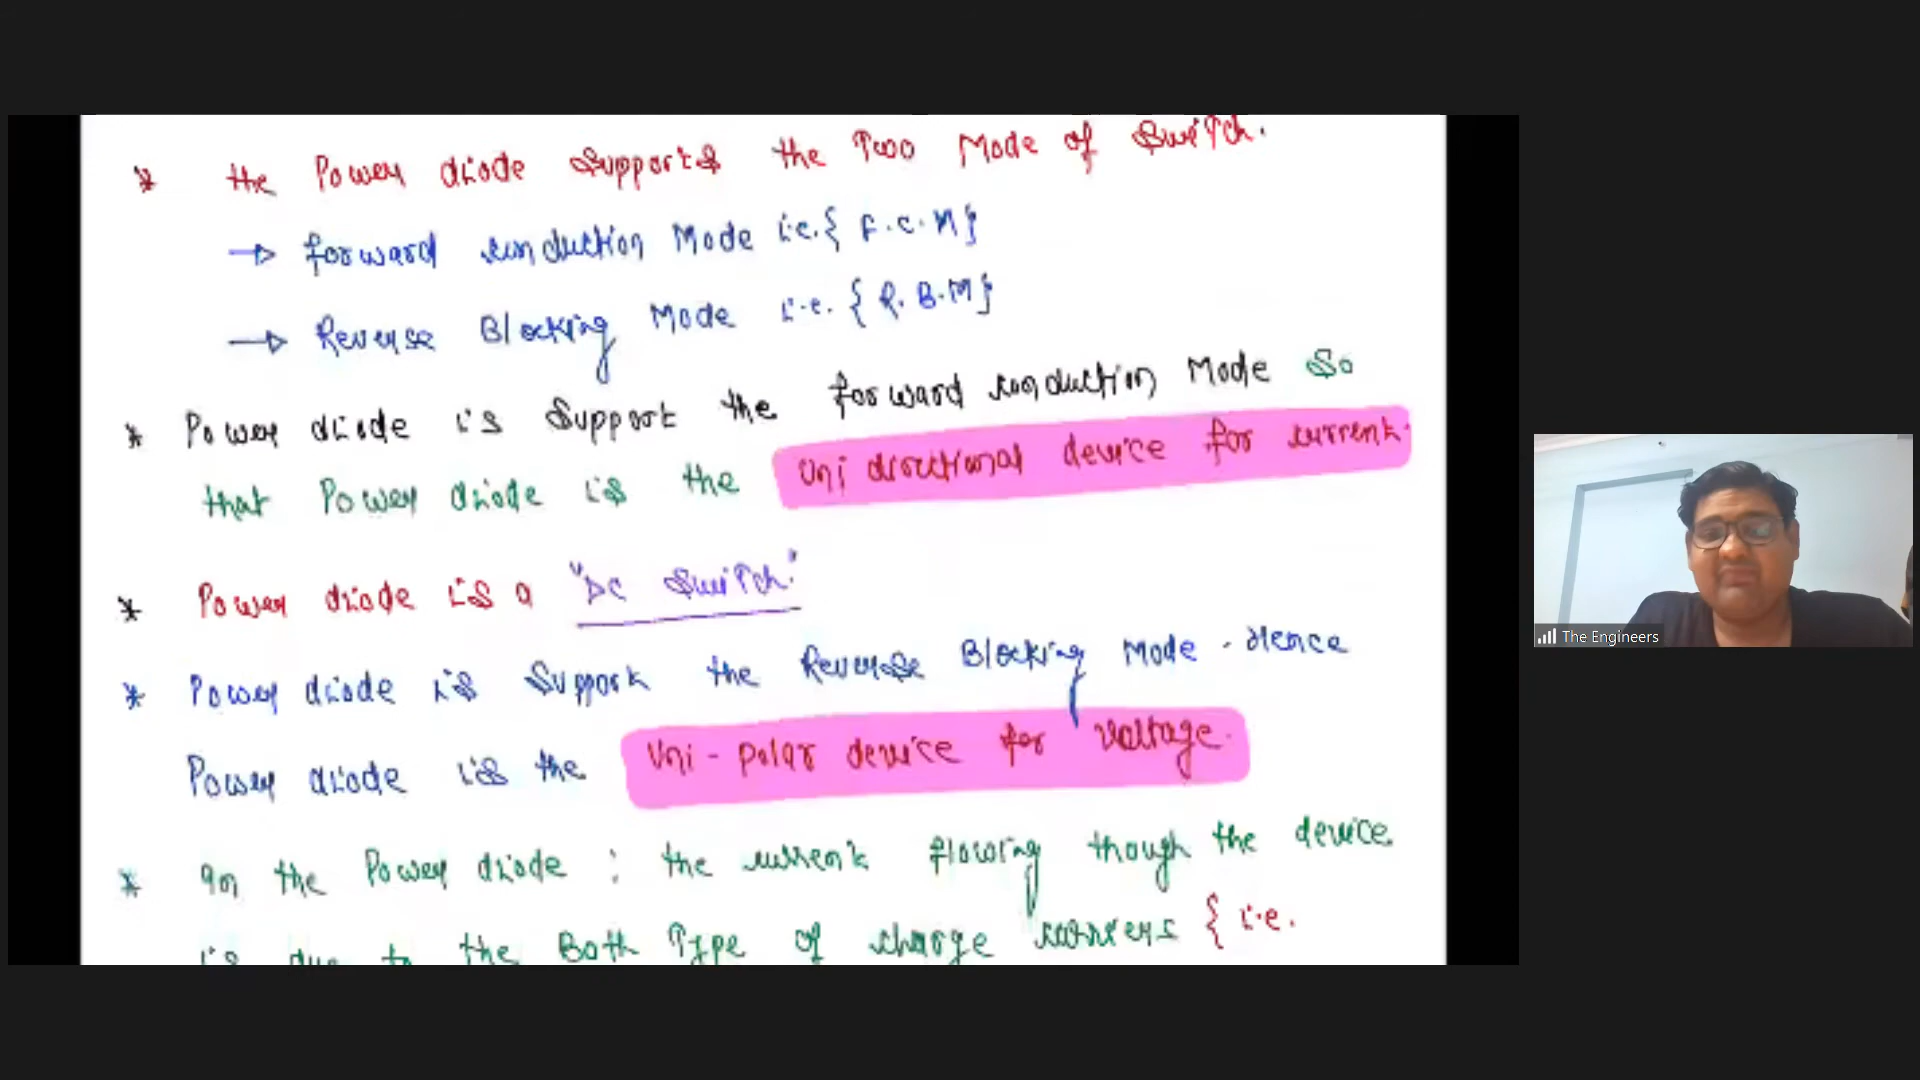 * the Power diode Supports the Two Mode of Switch.
→ forward conduction Mode i.e. { F.C.M }
→ Reverse Blocking Mode i.e. { R.B.M }
* Power diode is Support the forward conduction Mode So
that Power diode is the Uni directional device for current.
* Power diode is a "DC Switch."
* Power diode is Support the Reverse Blocking Mode. Hence
Power diode is the Uni-polar device for Voltage.
* In the Power diode : the current flowing though the device
is due to the Both Type of charge carriers { i.e.
The Engineers